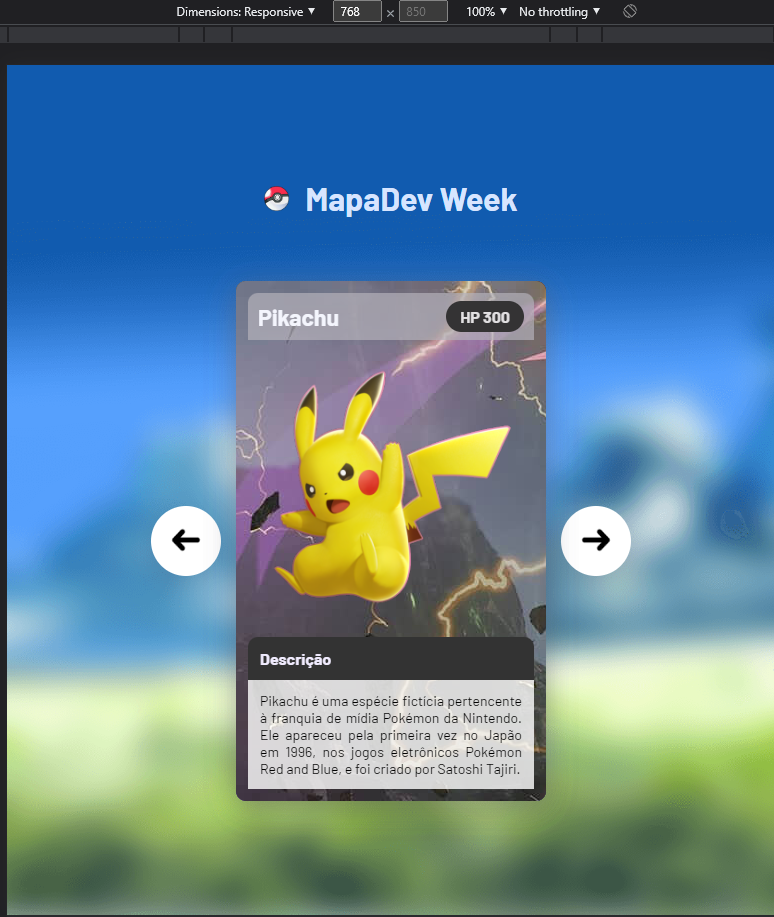 Dimensions: Responsive ▼ 768 × 850 100% ▼ No throttling ▼
MapaDev Week
Pikachu HP 300
Descrição
Pikachu é uma espécie fictícia pertencente
à franquia de mídia Pokémon da Nintendo.
Ele apareceu pela primeira vez no Japão
em 1996, nos jogos eletrônicos Pokémon
Red and Blue, e foi criado por Satoshi Tajiri.